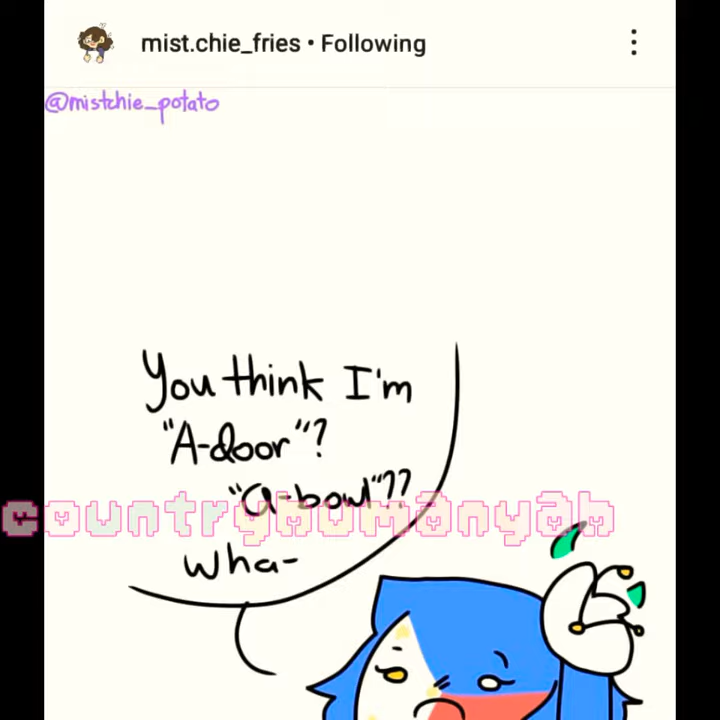 mist.chie_fries • Following
@mistchie_potato
You think I'm
"A-door"?
"a-bowl"??
wha-
countryhumanyah